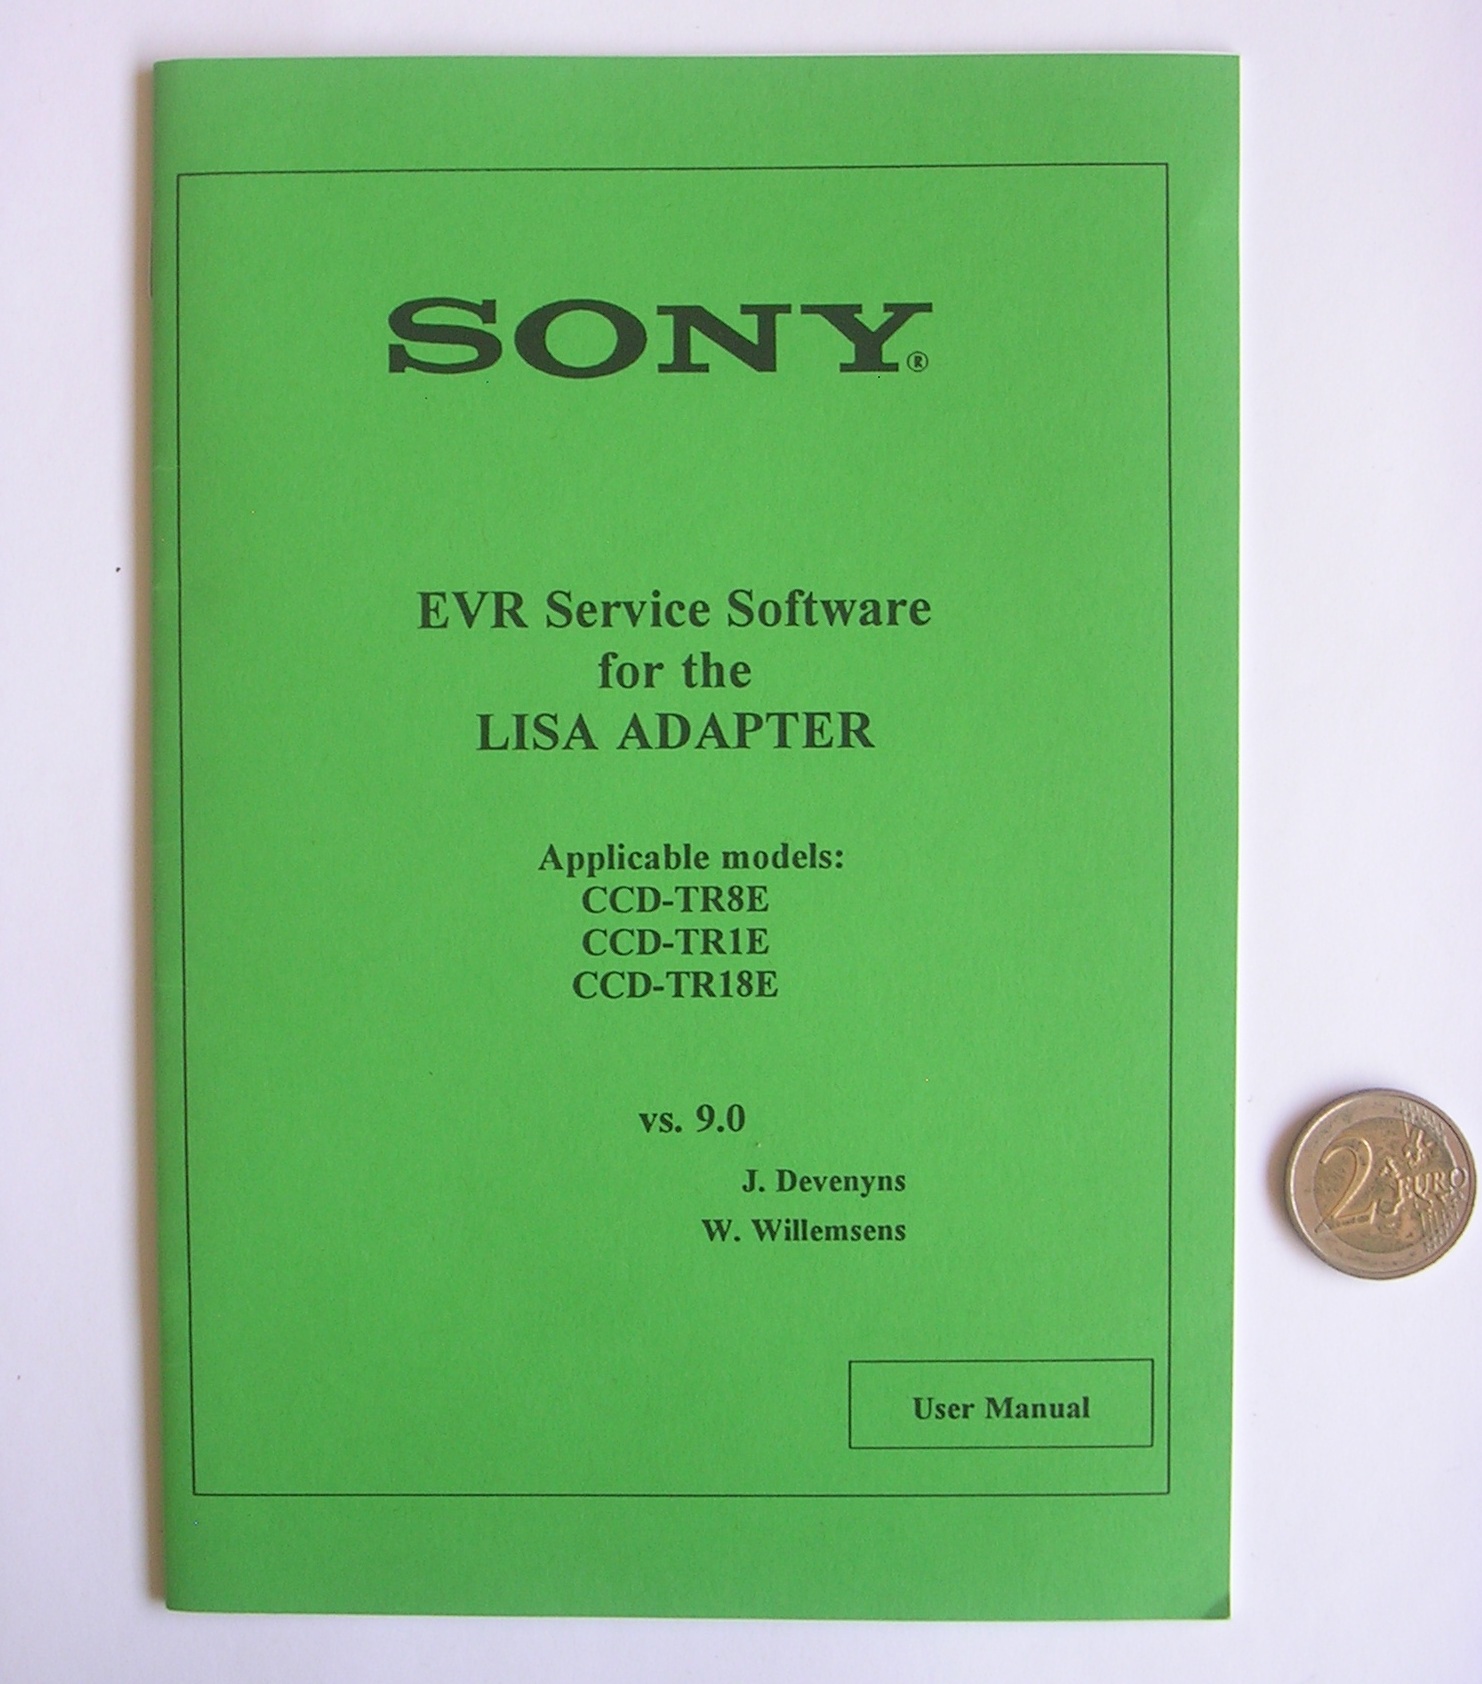 SONY®
EVR Service Software
for the
LISA ADAPTER
Applicable models:
CCD-TR8E
CCD-TR1E
CCD-TR18E
vs. 9.0
J. Devenyns
W. Willemsens
User Manual
2 EURO